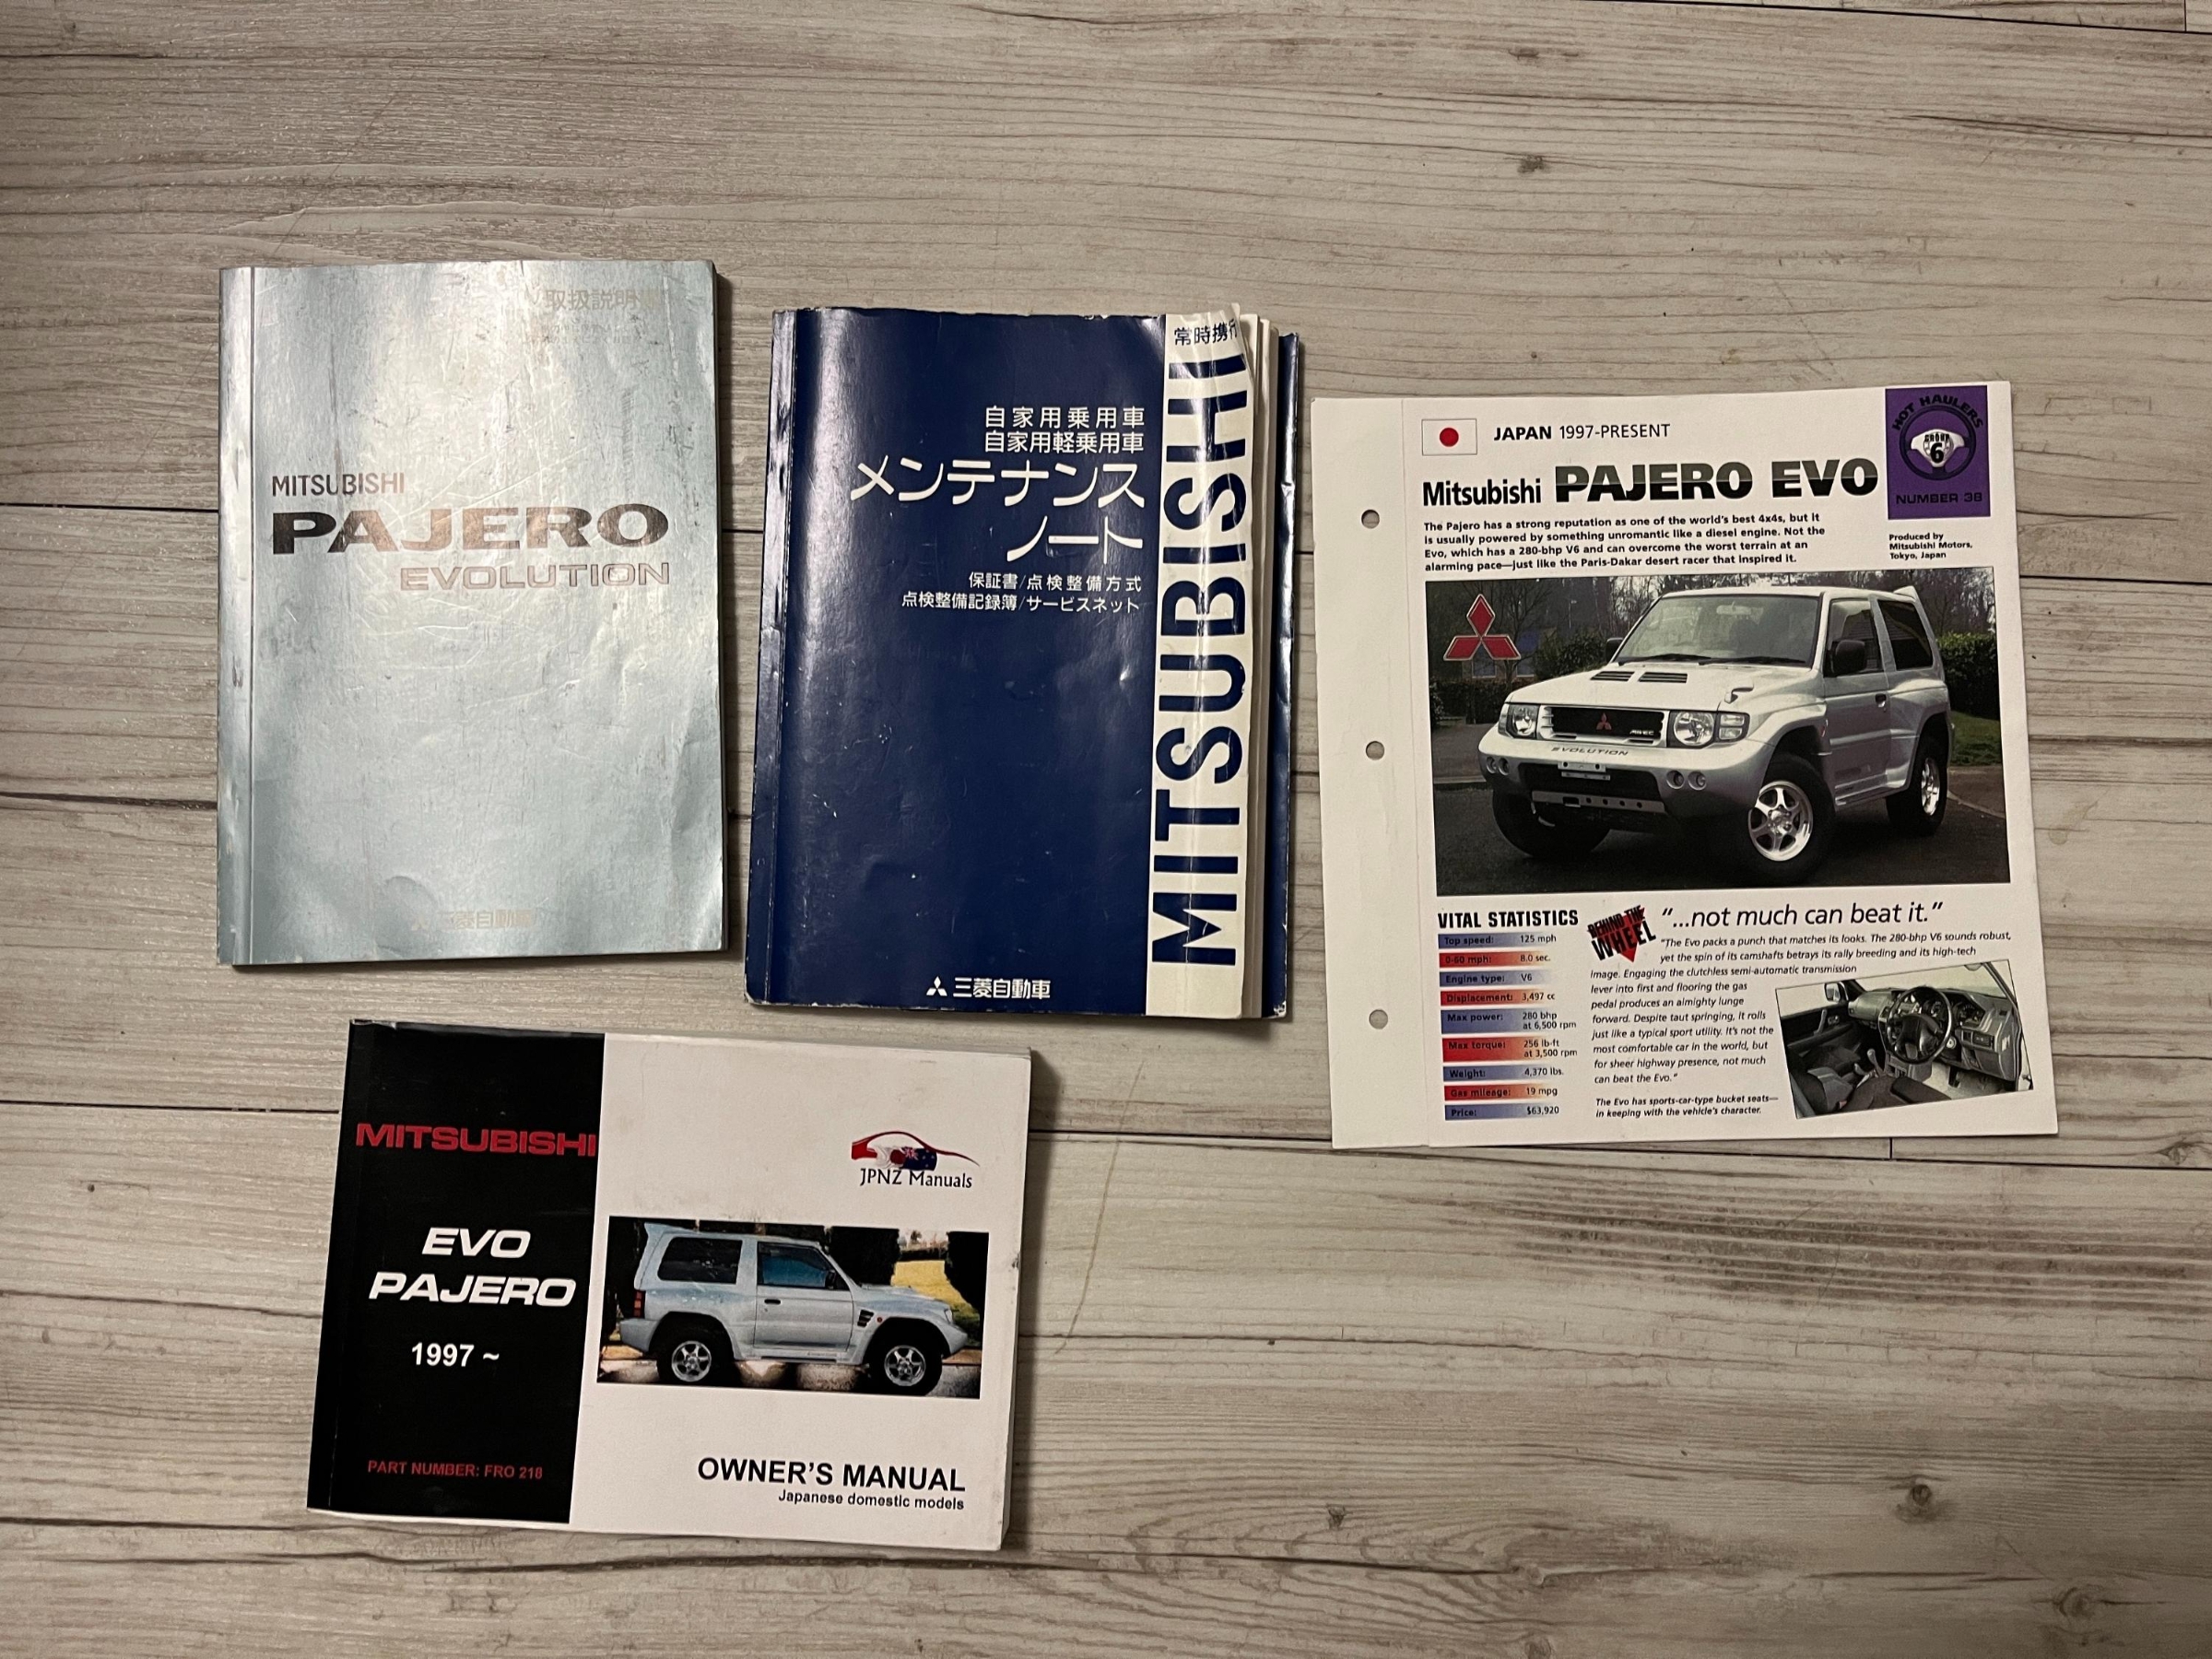 取扱説明書
MITSUBISHI
PAJERO
EVOLUTION
三菱自動車
常時携行
自家用乗用車
自家用軽乗用車
メンテナンス
ノート
保証書/点検整備方式
点検整備記録簿/サービスネット
三菱自動車
MITSUBISHI
JAPAN 1997-PRESENT
HOT HAULERS
GROUP
6
NUMBER 38
Mitsubishi PAJERO EVO
The Pajero has a strong reputation as one of the world's best 4x4s, but it
is usually powered by something unromantic like a diesel engine. Not the
Evo, which has a 280-bhp V6 and can overcome the worst terrain at an
alarming pace—just like the Paris-Dakar desert racer that inspired it.
Produced by
Mitsubishi Motors,
Tokyo, Japan
EVOLUTION
VITAL STATISTICS
Top speed: 125 mph
0-60 mph: 8.0 sec.
Engine type: V6
Displacement: 3,497 cc
Max power: 280 bhp
at 6,500 rpm
Max torque: 256 lb-ft
at 3,500 rpm
Weight: 4,370 lbs.
Gas mileage: 19 mpg
Price: $63,920
BEHIND THE
WHEEL
"...not much can beat it."
"The Evo packs a punch that matches its looks. The 280-bhp V6 sounds robust,
yet the spin of its camshafts betrays its rally breeding and its high-tech
image. Engaging the clutchless semi-automatic transmission
lever into first and flooring the gas
pedal produces an almighty lunge
forward. Despite taut springing, it rolls
just like a typical sport utility. It's not the
most comfortable car in the world, but
for sheer highway presence, not much
can beat the Evo."
The Evo has sports-car-type bucket seats—
in keeping with the vehicle's character.
MITSUBISHI
EVO
PAJERO
1997 ~
PART NUMBER: FRO 218
JPNZ Manuals
OWNER'S MANUAL
Japanese domestic models